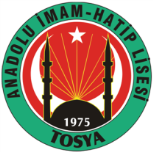 ANADOLU İMAM-HATİP LİSESİ
1975
TOSYA